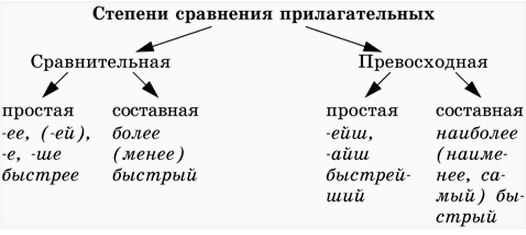 Степени сравнения прилагательных
Сравнительная
Превосходная
простая
-ее, (-ей),
-е, -ше
быстрее
составная
более
(менее)
быстрый
простая
-ейш,
-айш
быстрей-
ший
составная
наиболее
(наиме-
нее, са-
мый) бы-
стрый